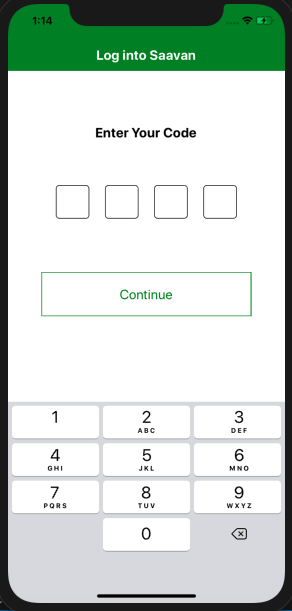 1:14
Log into Saavan
Enter Your Code
Continue
1 2 3
ABC DEF
4 5 6
GHI JKL MNO
7 8 9
PQRS TUV WXYZ
0